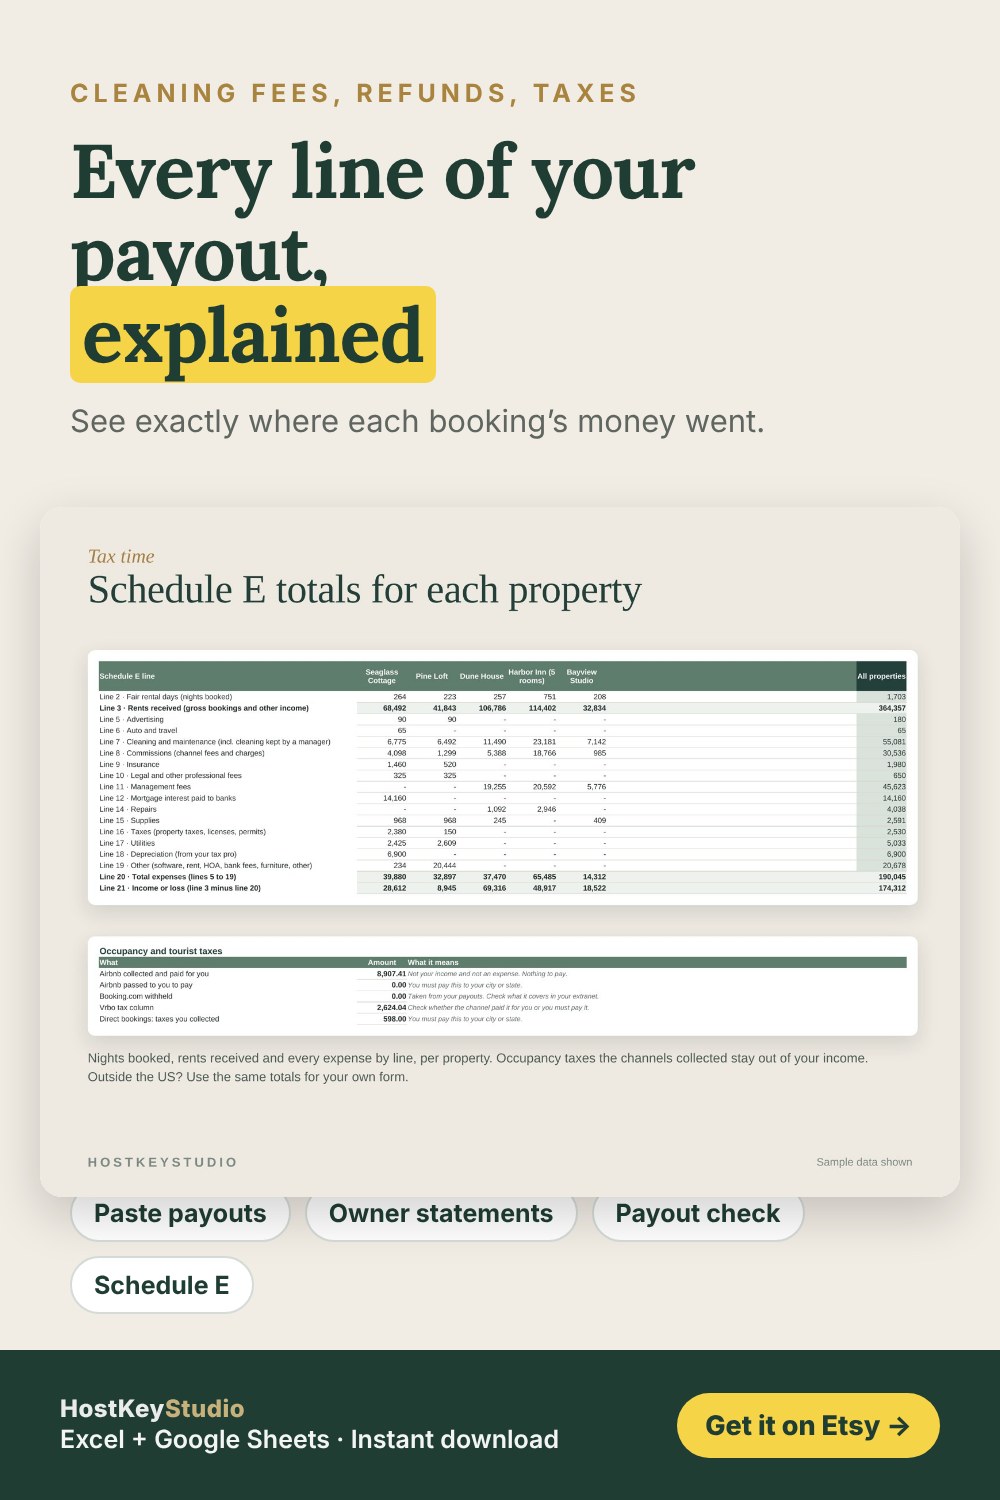 CLEANING FEES, REFUNDS, TAXES
Every line of your
payout,
explained
See exactly where each booking’s money went.
Tax time
Schedule E totals for each property
Schedule E line Seaglass Cottage Pine Loft Dune House Harbor Inn (5 rooms) Bayview Studio All properties
Line 2 · Fair rental days (nights booked) 264 223 257 751 208 1,703
Line 3 · Rents received (gross bookings and other income) 68,492 41,843 106,786 114,402 32,834 364,357
Line 5 · Advertising 90 90 - - - 180
Line 6 · Auto and travel 65 - - - - 65
Line 7 · Cleaning and maintenance (incl. cleaning kept by a manager) 6,775 6,492 11,490 23,181 7,142 55,081
Line 8 · Commissions (channel fees and charges) 4,098 1,299 5,388 18,766 985 30,536
Line 9 · Insurance 1,460 520 - - - 1,980
Line 10 · Legal and other professional fees 325 325 - - - 650
Line 11 · Management fees - - 19,255 20,592 5,776 45,623
Line 12 · Mortgage interest paid to banks 14,160 - - - - 14,160
Line 14 · Repairs - - 1,092 2,946 - 4,038
Line 15 · Supplies 968 968 245 - 409 2,591
Line 16 · Taxes (property taxes, licenses, permits) 2,380 150 - - - 2,530
Line 17 · Utilities 2,425 2,609 - - - 5,033
Line 18 · Depreciation (from your tax pro) 6,900 - - - - 6,900
Line 19 · Other (software, rent, HOA, bank fees, furniture, other) 234 20,444 - - - 20,678
Line 20 · Total expenses (lines 5 to 19) 39,880 32,897 37,470 65,485 14,312 190,045
Line 21 · Income or loss (line 3 minus line 20) 28,612 8,945 69,316 48,917 18,522 174,312
Occupancy and tourist taxes
What Amount What it means
Airbnb collected and paid for you 8,907.41 Not your income and not an expense. Nothing to pay.
Airbnb passed to you to pay 0.00 You must pay this to your city or state.
Booking.com withheld 0.00 Taken from your payouts. Check what it covers in your extranet.
Vrbo tax column 2,624.04 Check whether the channel paid it for you or you must pay it.
Direct bookings: taxes you collected 598.00 You must pay this to your city or state.
Nights booked, rents received and every expense by line, per property. Occupancy taxes the channels collected stay out of your income.
Outside the US? Use the same totals for your own form.
HOSTKEYSTUDIO Sample data shown
Paste payouts Owner statements Payout check
Schedule E
HostKeyStudio
Excel + Google Sheets · Instant download
Get it on Etsy →